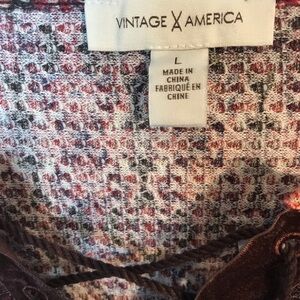 VINTAGE AMERICA
L
MADE IN
CHINA
FABRIQUÉ EN
CHINE